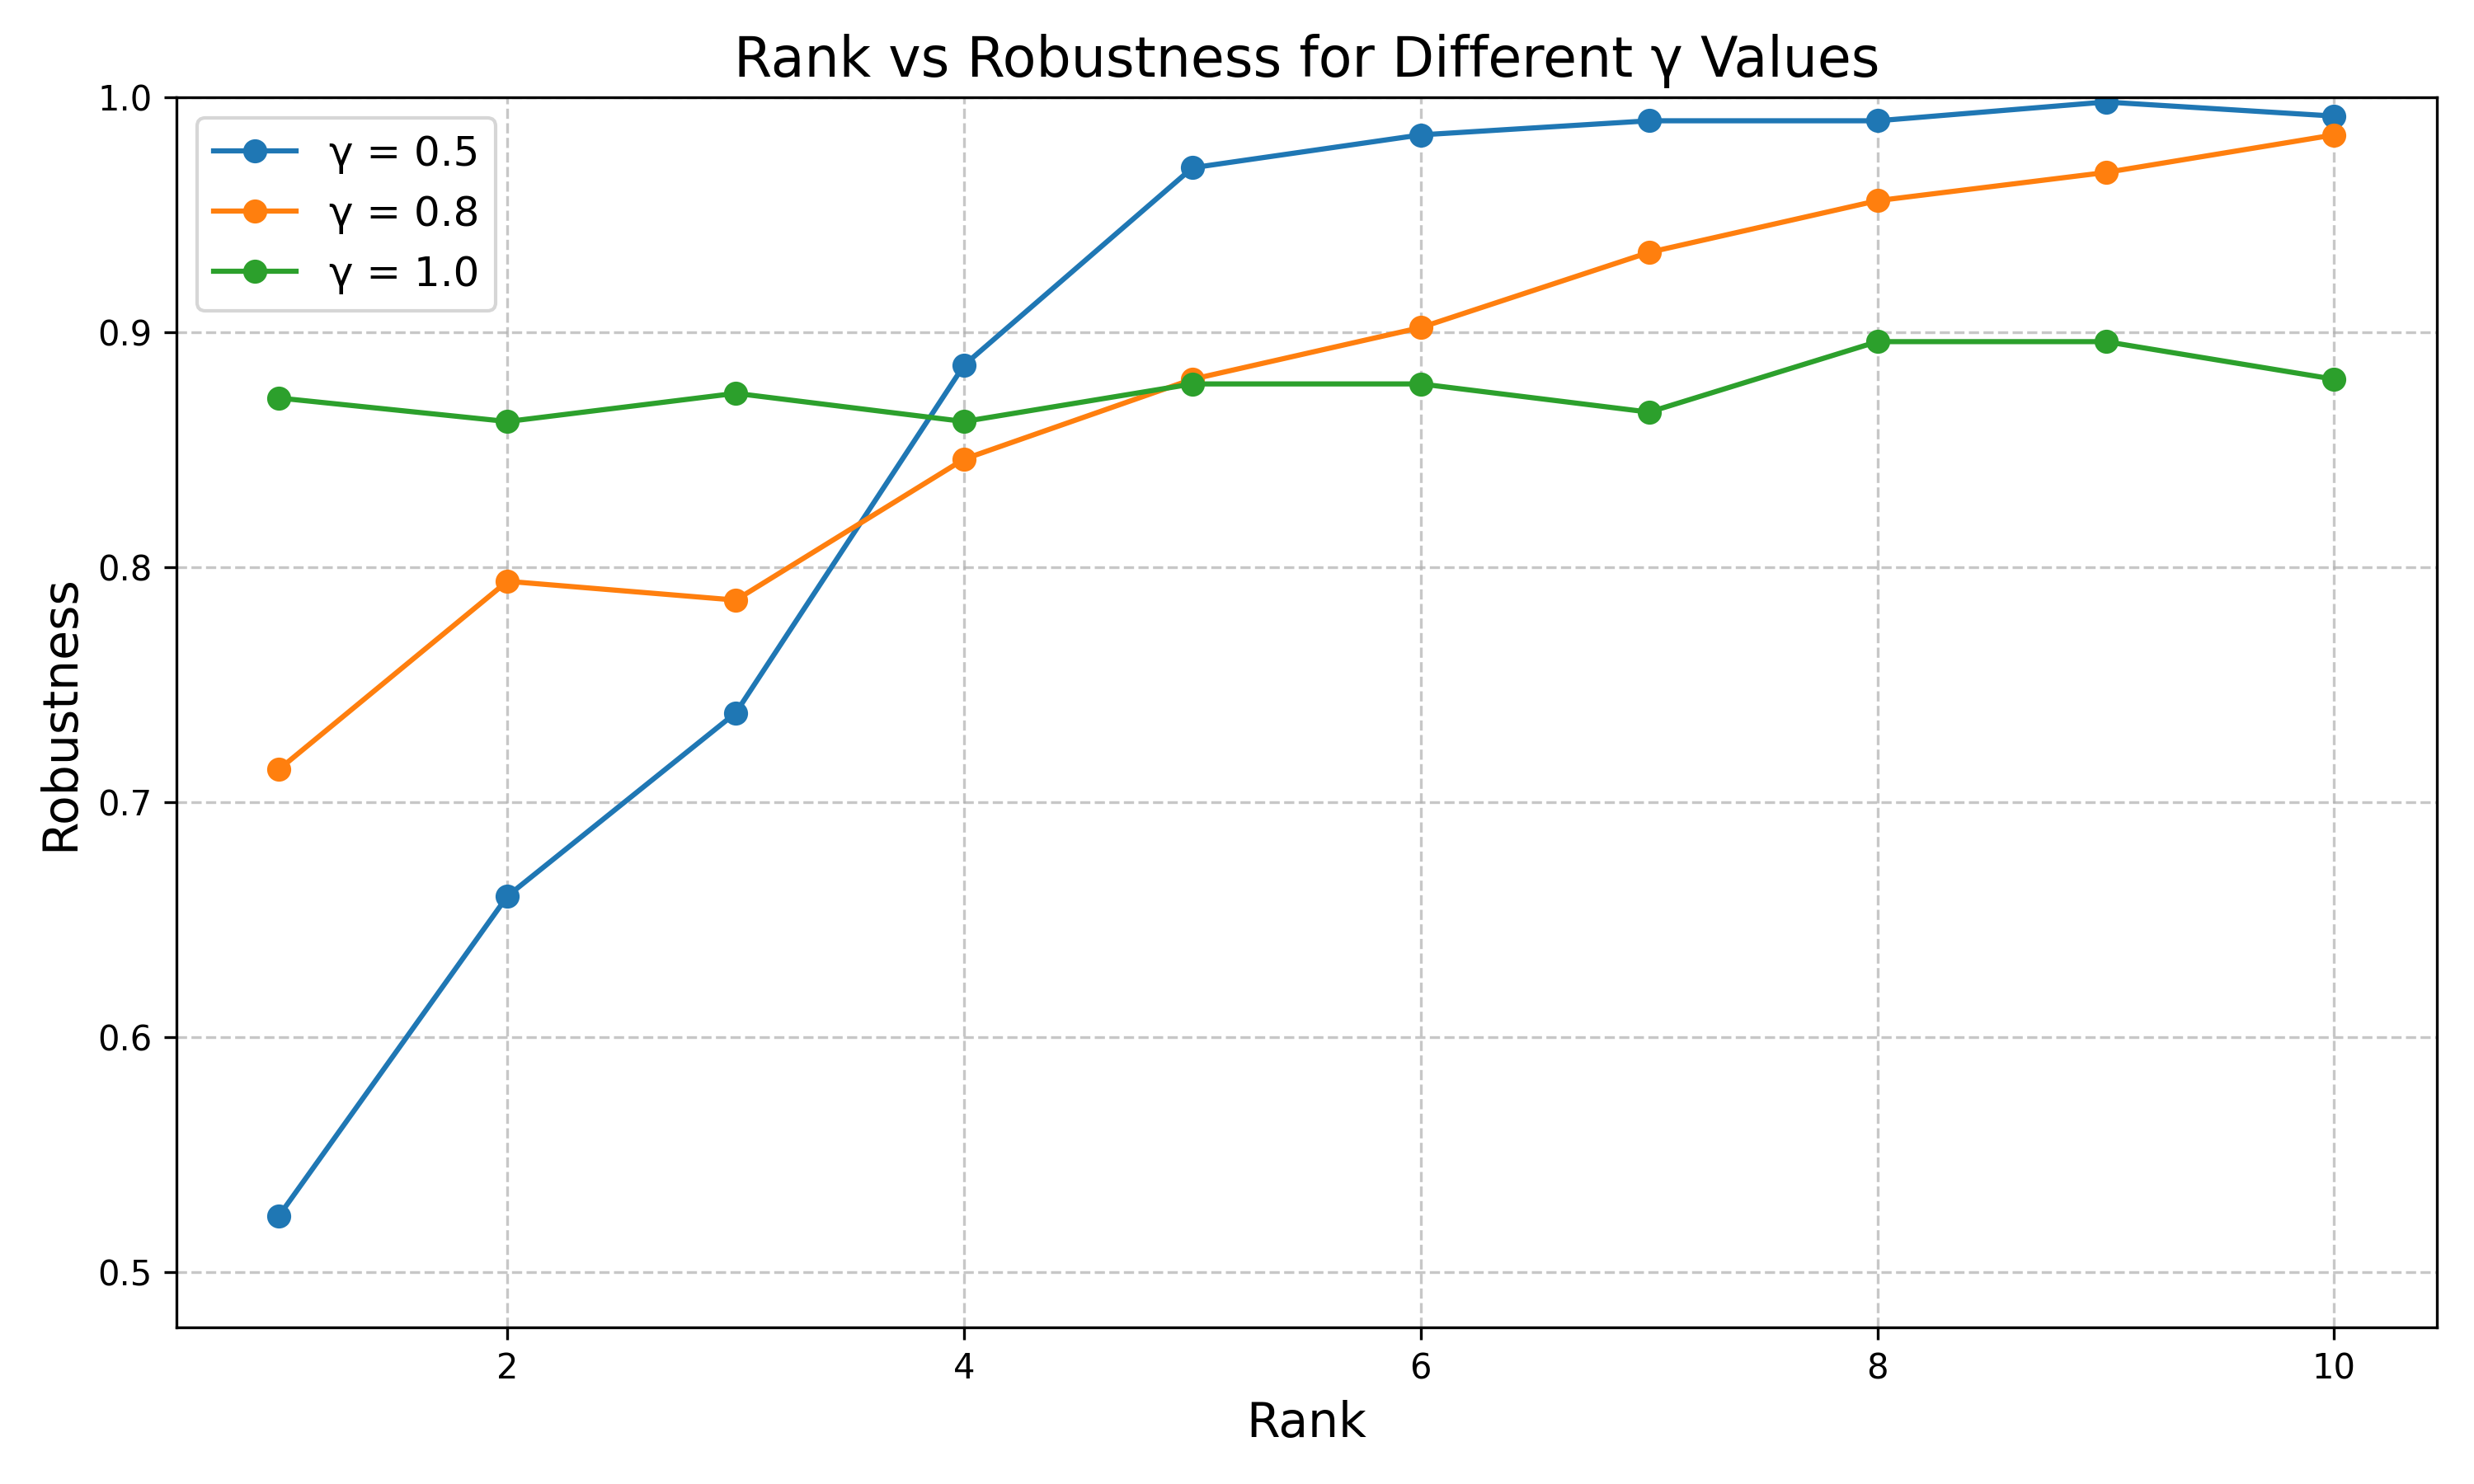 Rank vs Robustness for Different γ Values
1.0
0.9
0.8
0.7
0.6
0.5
Robustness
γ = 0.5
γ = 0.8
γ = 1.0
2 4 6 8 10
Rank